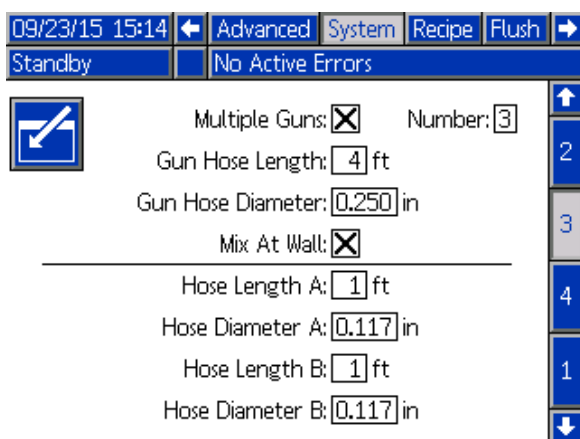 09/23/15 15:14 Advanced System Recipe Flush
Standby No Active Errors
Multiple Guns: Number: 3
Gun Hose Length: 4 ft
Gun Hose Diameter: 0.250 in
Mix At Wall:
Hose Length A: 1 ft
Hose Diameter A: 0.117 in
Hose Length B: 1 ft
Hose Diameter B: 0.117 in
2
3
4
1